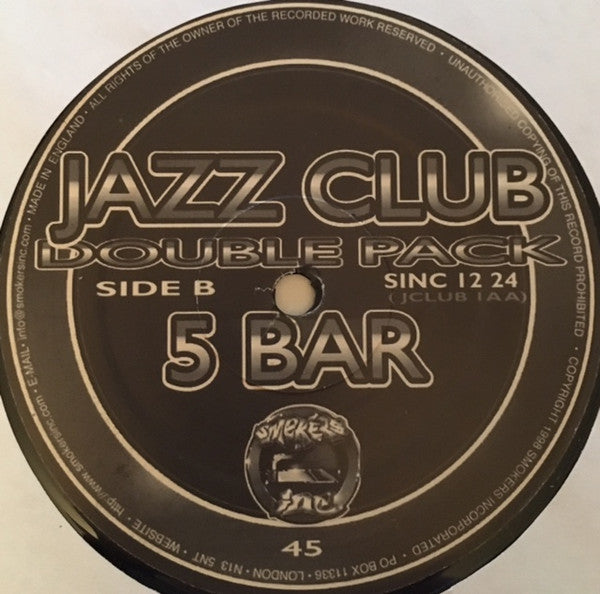 JAZZ CLUB
DOUBLE PACK
SIDE B
SINC 12 24
( JCLUB 1AA)
5 BAR
SMOKERS
INC
45
MADE IN ENGLAND • ALL RIGHTS OF THE OWNER OF THE RECORDED WORK RESERVED • UNAUTHORISED COPYING OF THIS RECORD PROHIBITED • COPYRIGHT 1998 SMOKERS INCORPORATED • PO BOX 11336 • LONDON • N13 5NT • WEBSITE • http://www.smokersinc.com • E-MAIL • info@smokersinc.com •